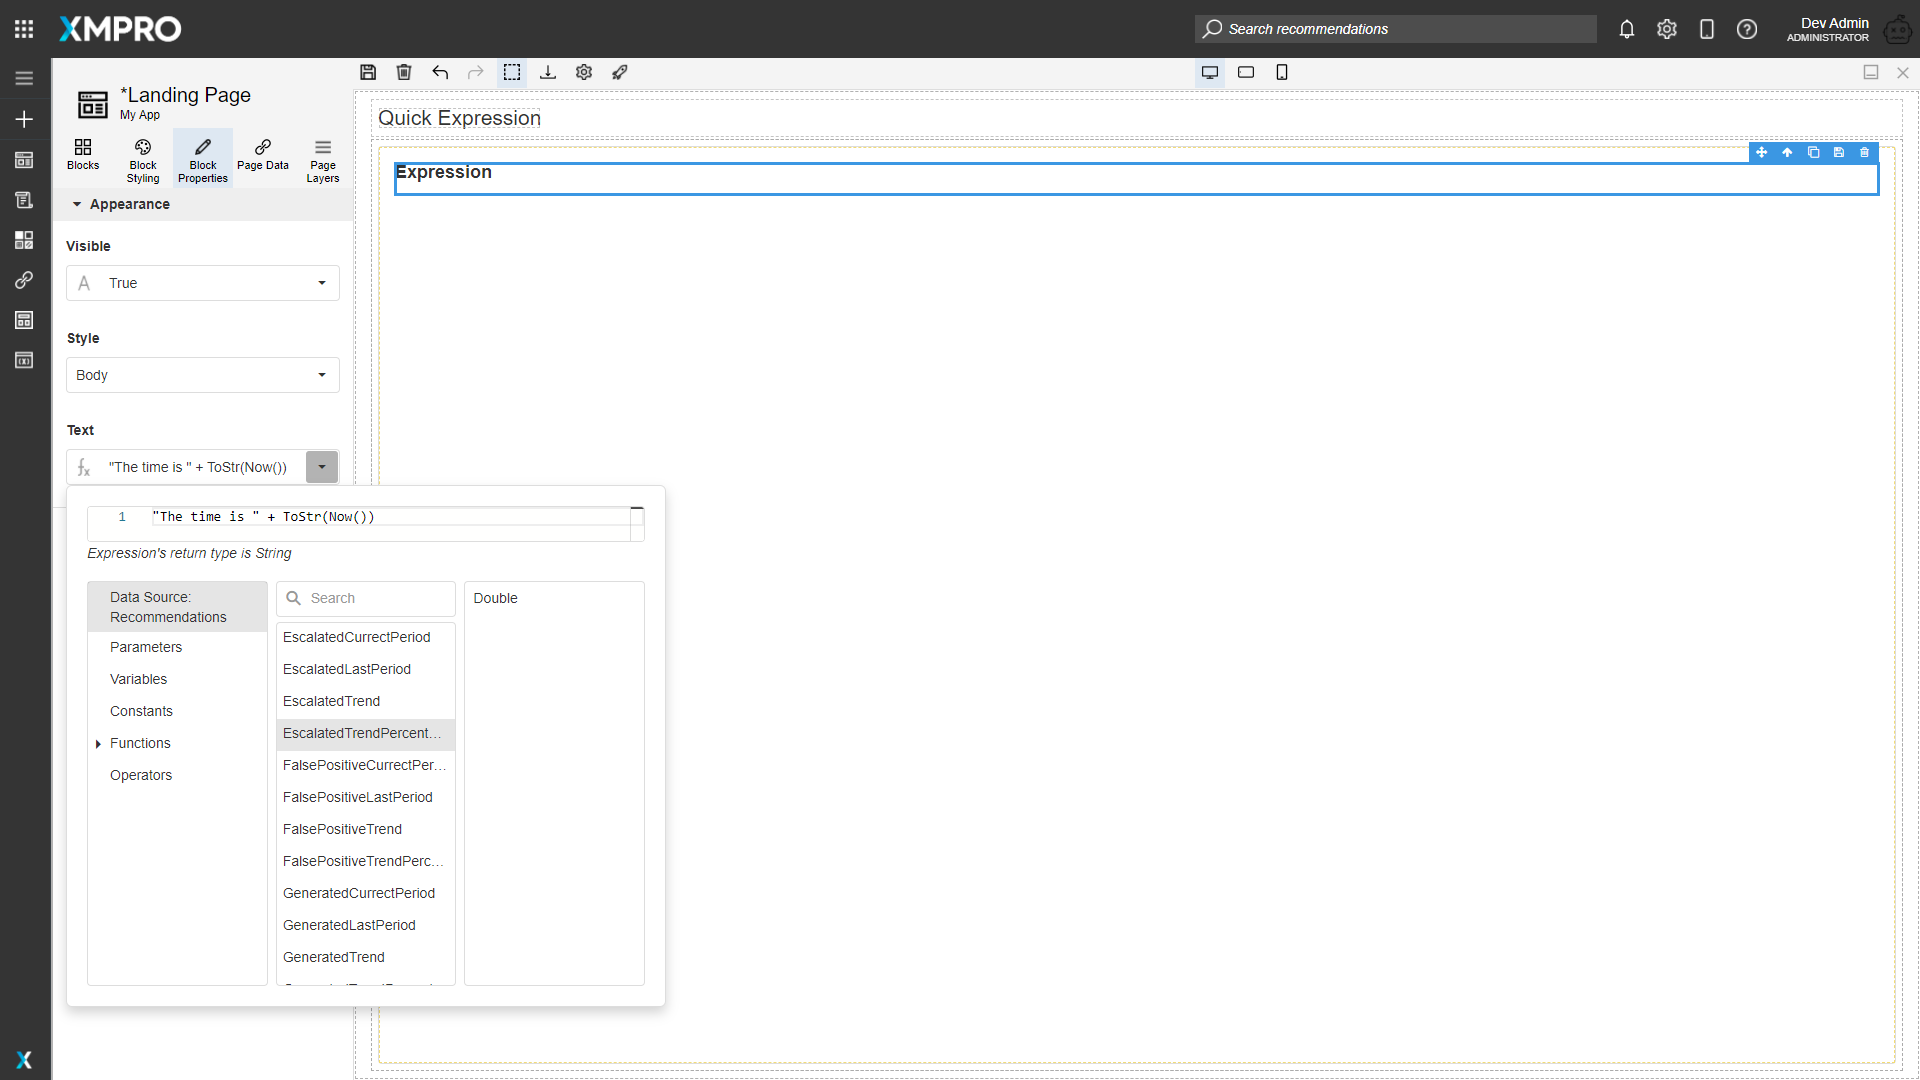 XMPRO
Search recommendations
Dev Admin
ADMINISTRATOR
*Landing Page
My App
Blocks
Block Styling
Block Properties
Page Data
Page Layers
Appearance
Visible
True
Style
Body
Text
"The time is " + ToStr(Now())
1 "The time is " + ToStr(Now())
Expression's return type is String
Data Source:
Recommendations
Parameters
Variables
Constants
Functions
Operators
Search
EscalatedCurrectPeriod
EscalatedLastPeriod
EscalatedTrend
EscalatedTrendPercent...
FalsePositiveCurrectPer...
FalsePositiveLastPeriod
FalsePositiveTrend
FalsePositiveTrendPerc...
GeneratedCurrectPeriod
GeneratedLastPeriod
GeneratedTrend
Double
Quick Expression
Expression